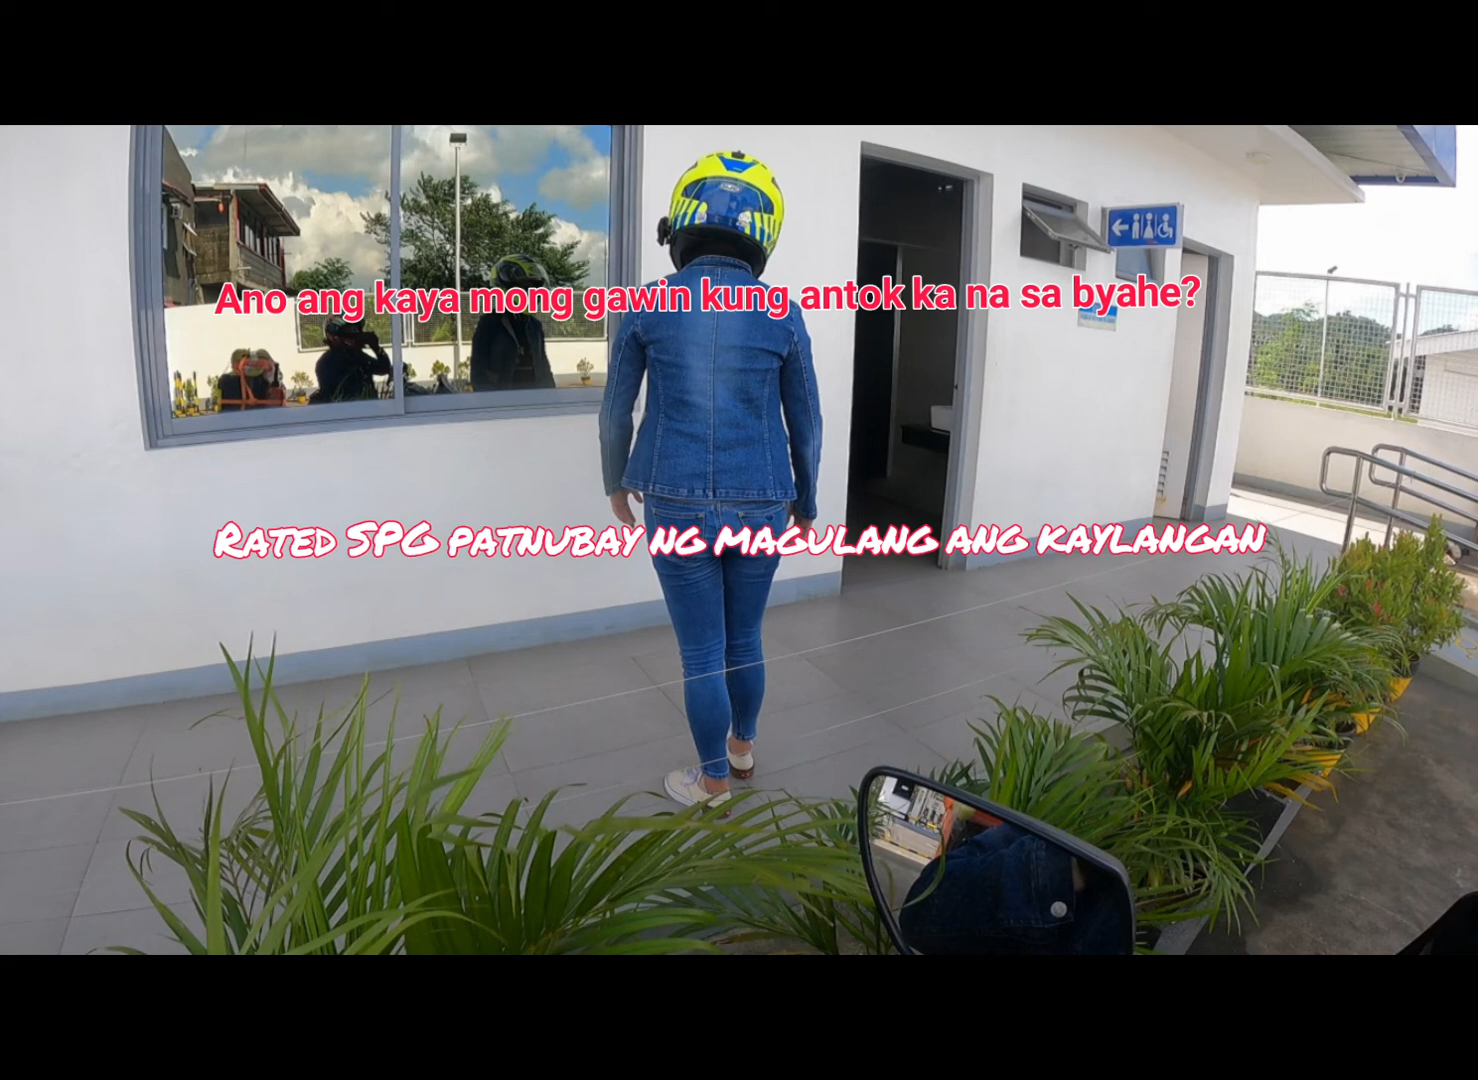 Ano ang kaya mong gawin kung antok ka na sa byahe?
Rated SPG patnubay ng magulang ang kaylangan